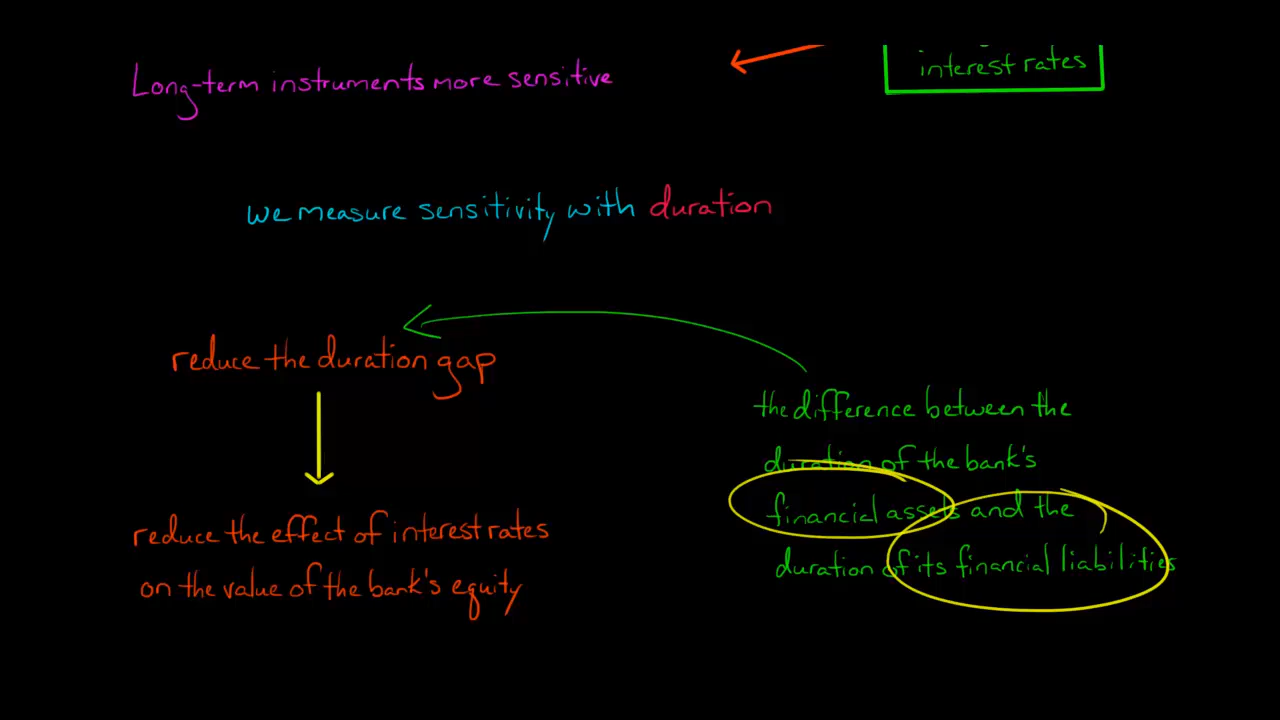 interest rates
Long-term instruments more sensitive
we measure sensitivity with duration
reduce the duration gap
the difference between the
duration of the bank's
financial assets and the
duration of its financial liabilities
reduce the effect of interest rates
on the value of the bank's equity